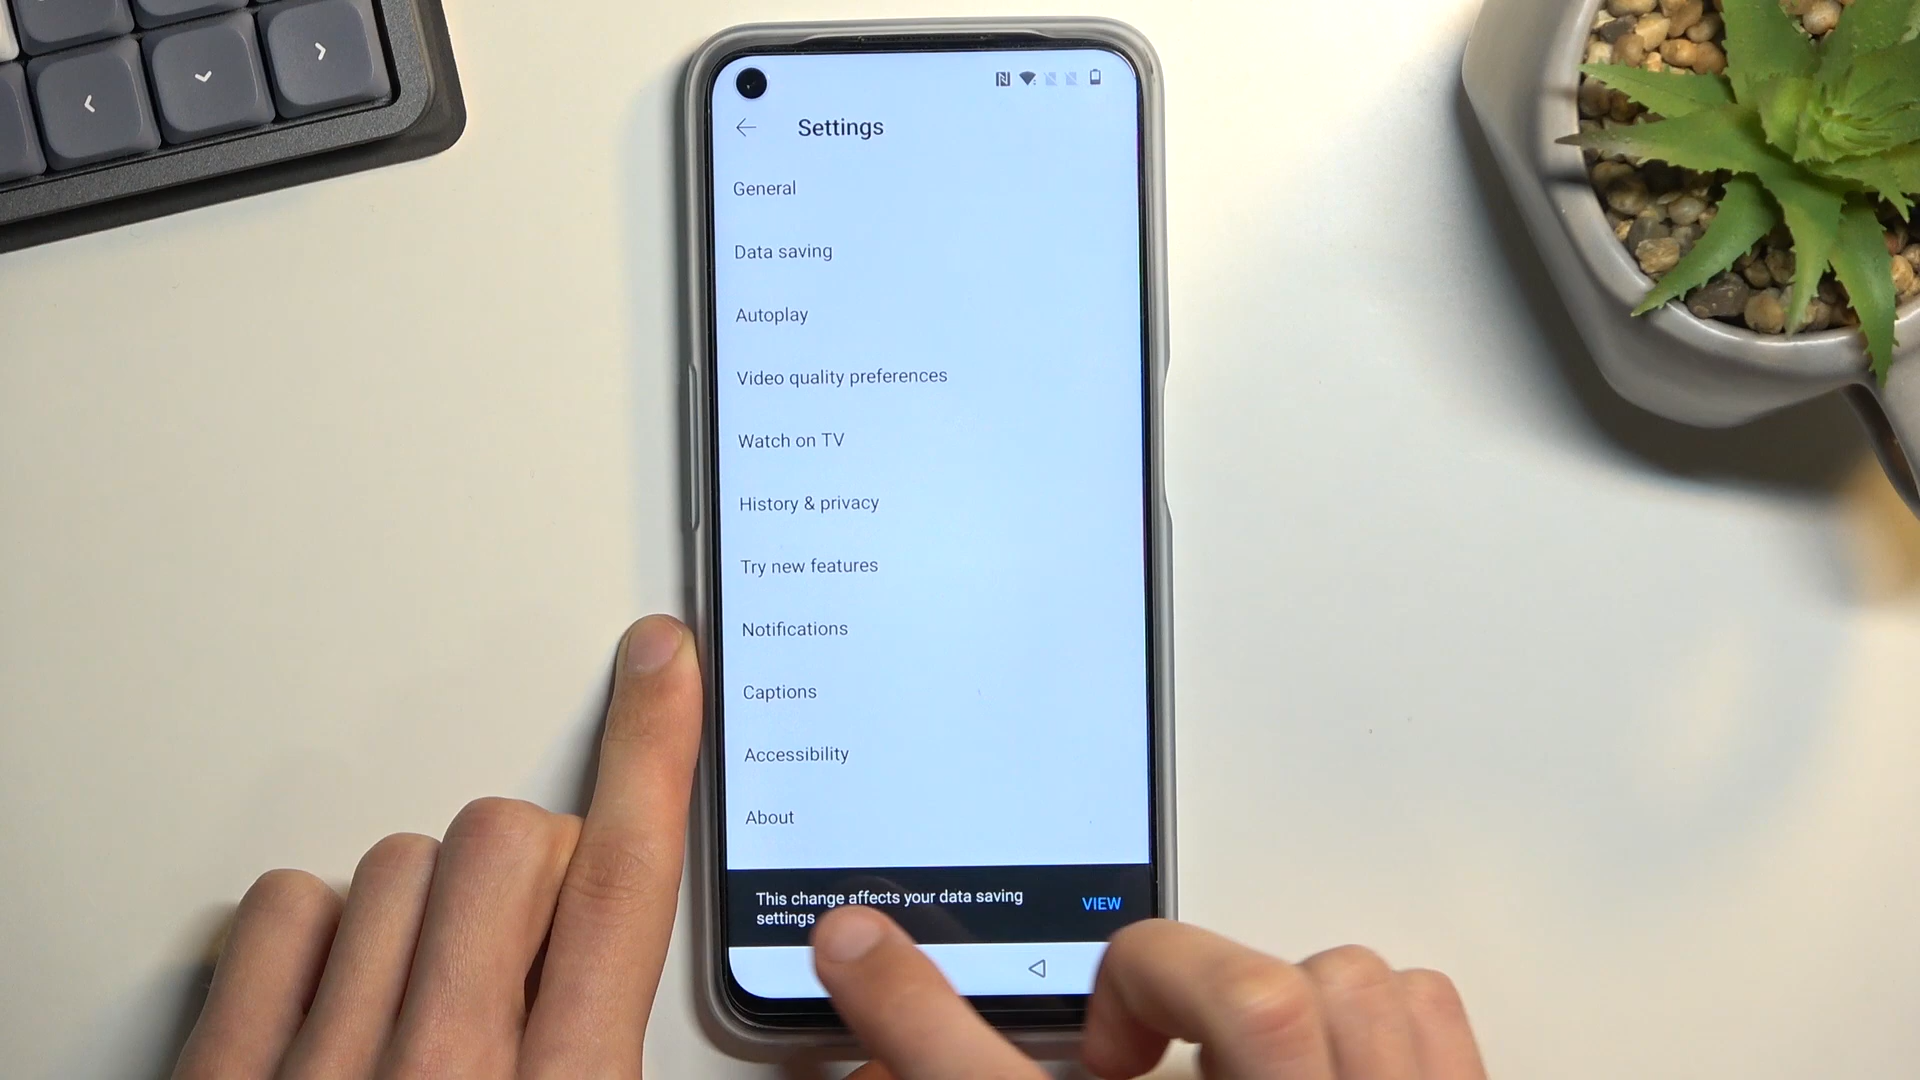 Settings
General
Data saving
Autoplay
Video quality preferences
Watch on TV
History & privacy
Try new features
Notifications
Captions
Accessibility
About
This change affects your data saving
settings
VIEW